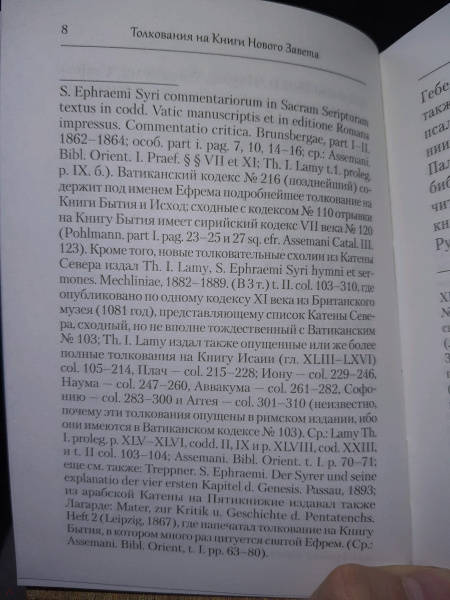 8
Толкования на Книги Нового Завета
S. Ephraemi Syri commentariorum in Sacram Scripturam
textus in codd. Vatic manuscriptis et in editione Romana
impressus. Commentatio critica. Brunsbergae, part I–II,
1862–1864; особ. part i. pag. 7, 10, 14–16; ср.: Assemani.
Bibl. Orient. I. Praef. § § VII et XI; Th. I. Lamy t.1. proleg.
p. IX. б.). Ватиканский кодекс № 216 (позднейший) со-
держит под именем Ефрема подробнейшее толкование на
Книги Бытия и Исход; сходные с кодексом № 110 отрывки
на Книгу Бытия имеет сирийский кодекс VII века № 120
(Pohlmann, part I. pag. 23–25 и 27 sq. efr. Assemani Catal. III.
123). Кроме того, новые толковательные схолии из Катены
Севера издал Th. I. Lamy, S. Ephraemi Syri hymni et ser-
mones. Mechliniae, 1882–1889. (В 3 т.) t. II. col. 103–310, где
опубликовано по одному кодексу XI века из Британского
музея (1081 год), представляющему список Катены Севе-
ра, сходный, но не вполне тождественный с Ватиканским
№ 103; Th. I. Lamy издал также опущенные или же более
полные толкования на Книгу Исаии (гл. XLIII–LXVI)
col. 105–214, Плач — col. 215–228; Иону — col. 229–246,
Наума — col. 247–260, Аввакума — col. 261–282, Софо-
нию — col. 283–300 и Аггея — col. 301–310 (неизвестно,
почему эти толкования опущены в римском издании, ибо
они имеются в Ватиканском кодексе № 103). Ср.: Lamy Th.
I. proleg. p. XLV–XLVI, codd. II, IX и p. XLVIII, cod. XXIII,
и t. II col. 103–104; Assemani. Bibl. Orient. t. I. p. 70–71;
еще см. также: Treppner. S. Ephraemi. Der Syrer und seine
explanatio der vier ersten Kapitel d. Genesis. Passau, 1893;
из арабской Катены на Пятикнижие издавал также
Лагарде: Mater, zur Kritik u. Geschichte d. Pentatenchs.
Heft 2 (Leipzig, 1867), где напечатал толкование на Книгу
Бытия, в котором много раз цитуется святой Ефрем. (Ср.:
Assemani. Bibl. Orient, t. I. pp. 63–80).
Гебе
такж
псал
нии
Пал
биб
чит
кни
Ру